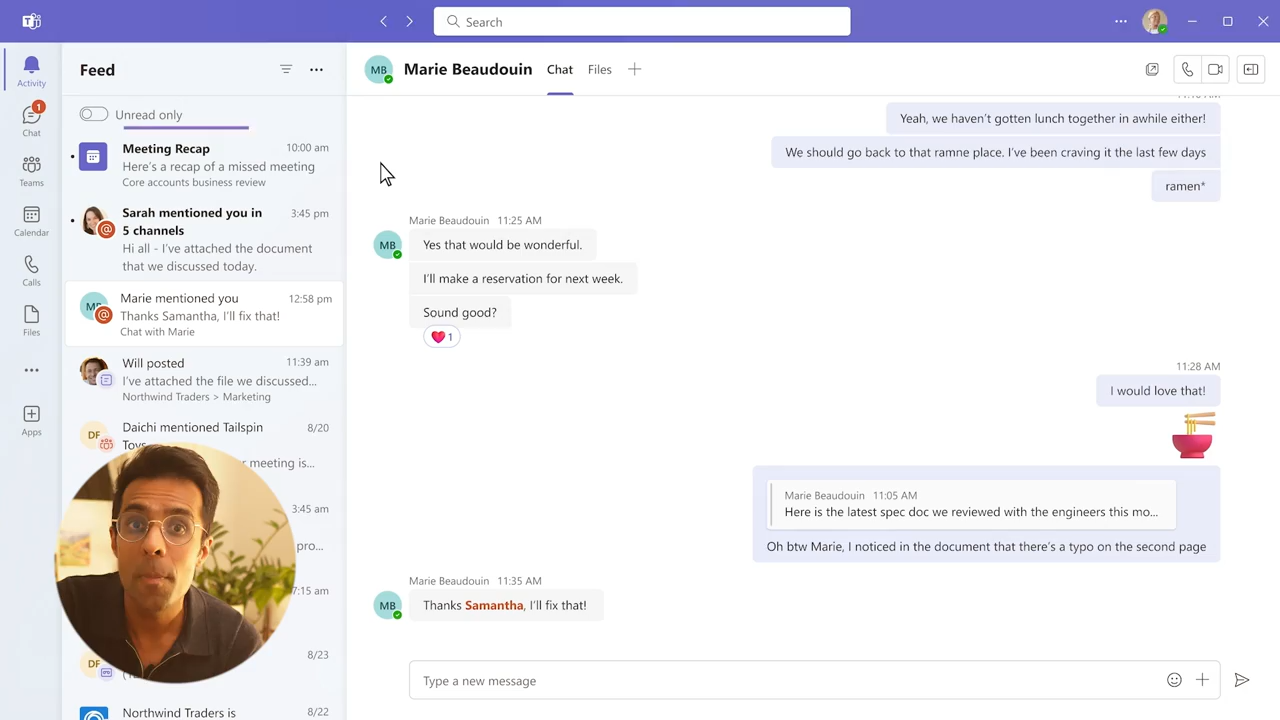 Search
Activity
1
Chat
Teams
Calendar
Calls
Files
Apps
Feed
Unread only
Meeting Recap
10:00 am
Here's a recap of a missed meeting
Core accounts business review
Sarah mentioned you in
5 channels
3:45 pm
Hi all - I've attached the document
that we discussed today.
Marie mentioned you
12:58 pm
Thanks Samantha, I'll fix that!
Chat with Marie
Will posted
11:39 am
I've attached the file we discussed...
Northwind Traders > Marketing
DF
Daichi mentioned Tailspin
8/20
Toys
meeting is...
3:45 am
pro...
7:15 am
DF
8/23
Northwind Traders is
8/22
MB
Marie Beaudouin
Chat
Files
Yeah, we haven't gotten lunch together in awhile either!
We should go back to that ramne place. I've been craving it the last few days
ramen*
Marie Beaudouin 11:25 AM
MB
Yes that would be wonderful.
I'll make a reservation for next week.
Sound good?
1
11:28 AM
I would love that!
Marie Beaudouin 11:05 AM
Here is the latest spec doc we reviewed with the engineers this mo...
Oh btw Marie, I noticed in the document that there's a typo on the second page
Marie Beaudouin 11:35 AM
MB
Thanks Samantha, I'll fix that!
Type a new message